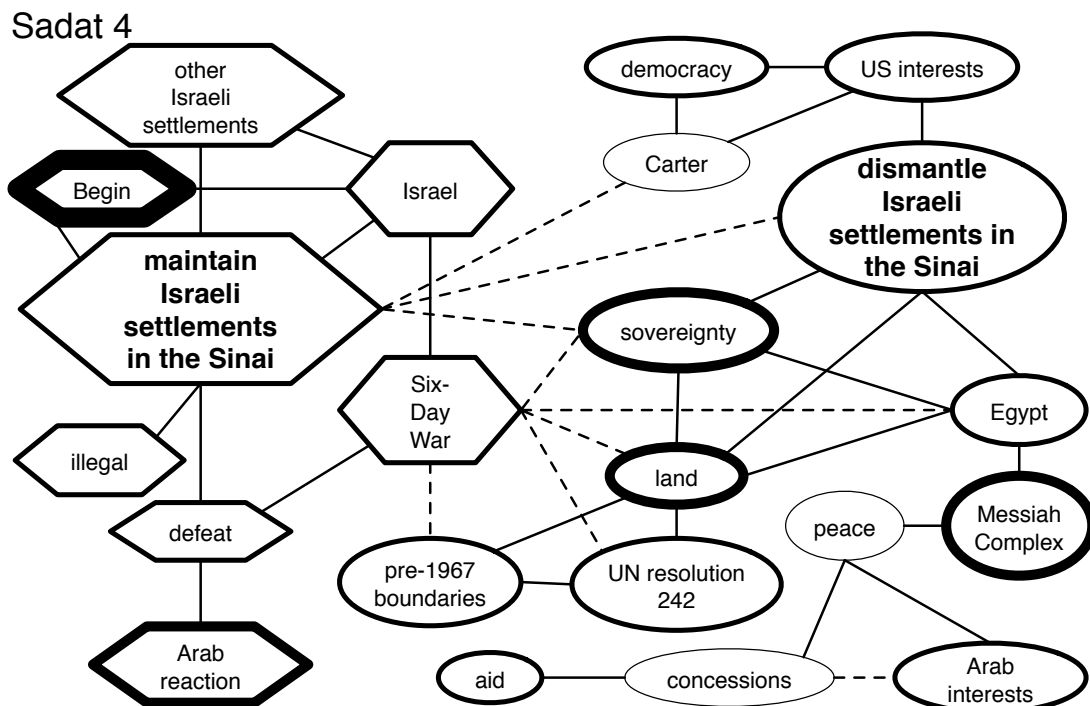 Sadat 4
other
Israeli
settlements
democracy
US interests
Begin
Israel
Carter
dismantle
Israeli
settlements in
the Sinai
maintain
Israeli
settlements
in the Sinai
sovereignty
Six-
Day
War
Egypt
illegal
land
defeat
peace
Messiah
Complex
pre-1967
boundaries
UN resolution
242
Arab
reaction
aid
concessions
Arab
interests